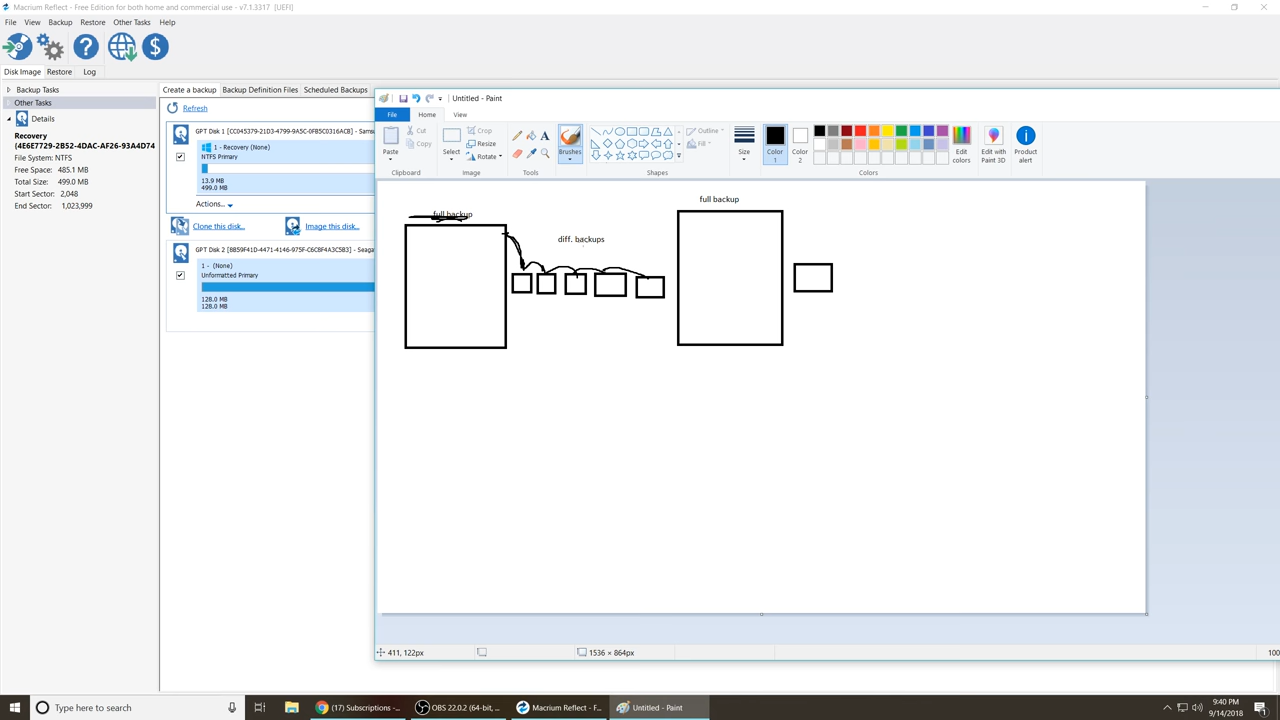 Macrium Reflect - Free Edition for both home and commercial use - v7.1.3317 [UEFI]
File View Backup Restore Other Tasks Help
Disk Image Restore Log
Backup Tasks
Other Tasks
Details
Recovery
{4E6E7729-2B52-4DAC-AF26-93A4D74
File System: NTFS
Free Space: 485.1 MB
Total Size: 499.0 MB
Start Sector: 2,048
End Sector: 1,023,999
Create a backup Backup Definition Files Scheduled Backups
Refresh
GPT Disk 1 [CC045379-21D3-4799-9A5C-0FB5C0316ACB] - Samsu
1 - Recovery (None)
NTFS Primary
13.9 MB
499.0 MB
Actions...
Clone this disk... Image this disk...
GPT Disk 2 [8B59F41D-4471-4146-975F-C6C8F4A3C5B3] - Seaga
1 - (None)
Unformatted Primary
128.0 MB
128.0 MB
Untitled - Paint
File Home View
Paste
Cut
Copy
Clipboard
Select
Crop
Resize
Rotate
Image
Tools
Brushes
Outline
Fill
Shapes
Size
Color
1
Color
2
Edit
colors
Colors
Edit with
Paint 3D
Product
alert
full backup
diff. backups
full backup
411, 122px
1536 × 864px
100
Type here to search
(17) Subscriptions -...
OBS 22.0.2 (64-bit, ...
Macrium Reflect - F...
Untitled - Paint
9:40 PM
9/14/2018
1